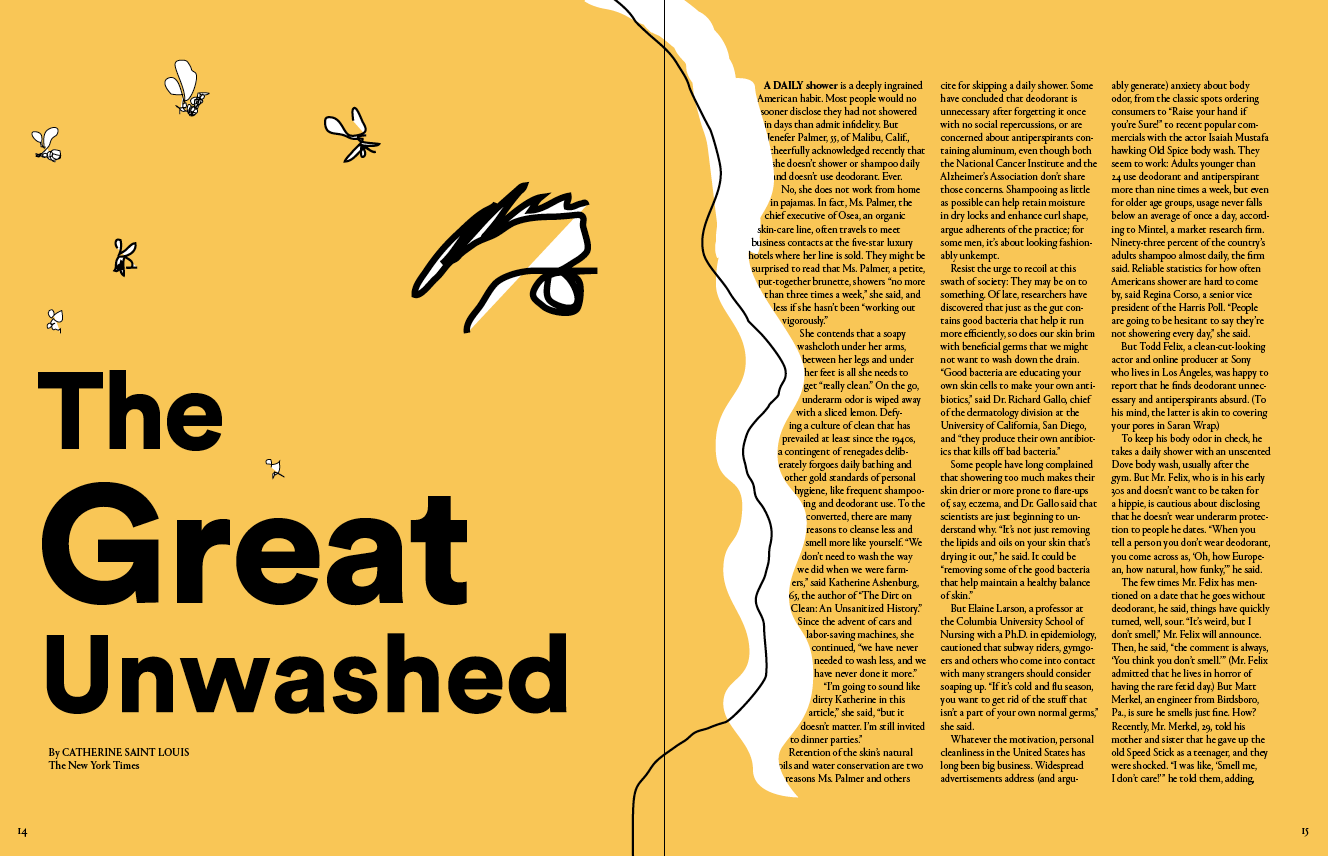 The
Great
Unwashed
By CATHERINE SAINT LOUIS
The New York Times
14
A DAILY shower is a deeply ingrained
American habit. Most people would no
sooner disclose they had not showered
in days than admit infidelity. But
Jenefer Palmer, 55, of Malibu, Calif.,
cheerfully acknowledged recently that
she doesn't shower or shampoo daily
and doesn't use deodorant. Ever.
No, she does not work from home
in pajamas. In fact, Ms. Palmer, the
chief executive of Osea, an organic
skin-care line, often travels to meet
business contacts at the five-star luxury
hotels where her line is sold. They might be
surprised to read that Ms. Palmer, a petite,
put-together brunette, showers “no more
than three times a week,” she said, and
less if she hasn't been “working out
vigorously.”
She contends that a soapy
washcloth under her arms,
between her legs and under
her feet is all she needs to
get “really clean.” On the go,
underarm odor is wiped away
with a sliced lemon. Defy-
ing a culture of clean that has
prevailed at least since the 1940s,
a contingent of renegades delib-
erately forgoes daily bathing and
other gold standards of personal
hygiene, like frequent shampoo-
ing and deodorant use. To the
converted, there are many
reasons to cleanse less and
smell more like yourself. “We
don't need to wash the way
we did when we were farm-
ers,” said Katherine Ashenburg,
65, the author of “The Dirt on
Clean: An Unsanitized History.”
Since the advent of cars and
labor-saving machines, she
continued, “we have never
needed to wash less, and we
have never done it more.”
“I'm going to sound like
dirty Katherine in this
article,” she said, “but it
doesn't matter. I'm still invited
to dinner parties.”
Retention of the skin's natural
oils and water conservation are two
reasons Ms. Palmer and others
cite for skipping a daily shower. Some
have concluded that deodorant is
unnecessary after forgetting it once
with no social repercussions, or are
concerned about antiperspirants con-
taining aluminum, even though both
the National Cancer Institute and the
Alzheimer's Association don't share
those concerns. Shampooing as little
as possible can help retain moisture
in dry locks and enhance curl shape,
argue adherents of the practice; for
some men, it's about looking fashion-
ably unkempt.
Resist the urge to recoil at this
swath of society: They may be on to
something. Of late, researchers have
discovered that just as the gut con-
tains good bacteria that help it run
more efficiently, so does our skin brim
with beneficial germs that we might
not want to wash down the drain.
“Good bacteria are educating your
own skin cells to make your own anti-
biotics,” said Dr. Richard Gallo, chief
of the dermatology division at the
University of California, San Diego,
and “they produce their own antibiot-
ics that kills off bad bacteria.”
Some people have long complained
that showering too much makes their
skin drier or more prone to flare-ups
of, say, eczema, and Dr. Gallo said that
scientists are just beginning to un-
derstand why. “It's not just removing
the lipids and oils on your skin that's
drying it out,” he said. It could be
“removing some of the good bacteria
that help maintain a healthy balance
of skin.”
But Elaine Larson, a professor at
the Columbia University School of
Nursing with a Ph.D. in epidemiology,
cautioned that subway riders, gymgo-
ers and others who come into contact
with many strangers should consider
soaping up. “If it's cold and flu season,
you want to get rid of the stuff that
isn't a part of your own normal germs,”
she said.
Whatever the motivation, personal
cleanliness in the United States has
long been big business. Widespread
advertisements address (and argu-
ably generate) anxiety about body
odor, from the classic spots ordering
consumers to “Raise your hand if
you're Sure!” to recent popular com-
mercials with the actor Isaiah Mustafa
hawking Old Spice body wash. They
seem to work: Adults younger than
24 use deodorant and antiperspirant
more than nine times a week, but even
for older age groups, usage never falls
below an average of once a day, accord-
ing to Mintel, a market research firm.
Ninety-three percent of the country's
adults shampoo almost daily, the firm
said. Reliable statistics for how often
Americans shower are hard to come
by, said Regina Corso, a senior vice
president of the Harris Poll. “People
are going to be hesitant to say they're
not showering every day,” she said.
But Todd Felix, a clean-cut-looking
actor and online producer at Sony
who lives in Los Angeles, was happy to
report that he finds deodorant unnec-
essary and antiperspirants absurd. (To
his mind, the latter is akin to covering
your pores in Saran Wrap.)
To keep his body odor in check, he
takes a daily shower with an unscented
Dove body wash, usually after the
gym. But Mr. Felix, who is in his early
30s and doesn't want to be taken for
a hippie, is cautious about disclosing
that he doesn't wear underarm protec-
tion to people he dates. “When you
tell a person you don't wear deodorant,
you come across as, ‘Oh, how Europe-
an, how natural, how funky,’” he said.
The few times Mr. Felix has men-
tioned on a date that he goes without
deodorant, he said, things have quickly
turned, well, sour. “It's weird, but I
don't smell,” Mr. Felix will announce.
Then, he said, “the comment is always,
‘You think you don't smell.’” (Mr. Felix
admitted that he lives in horror of
having the rare fetid day.) But Matt
Merkel, an engineer from Birdsboro,
Pa., is sure he smells just fine. How?
Recently, Mr. Merkel, 29, told his
mother and sister that he gave up the
old Speed Stick as a teenager, and they
were shocked. “I was like, ‘Smell me,
I don't care!’” he told them, adding,
15